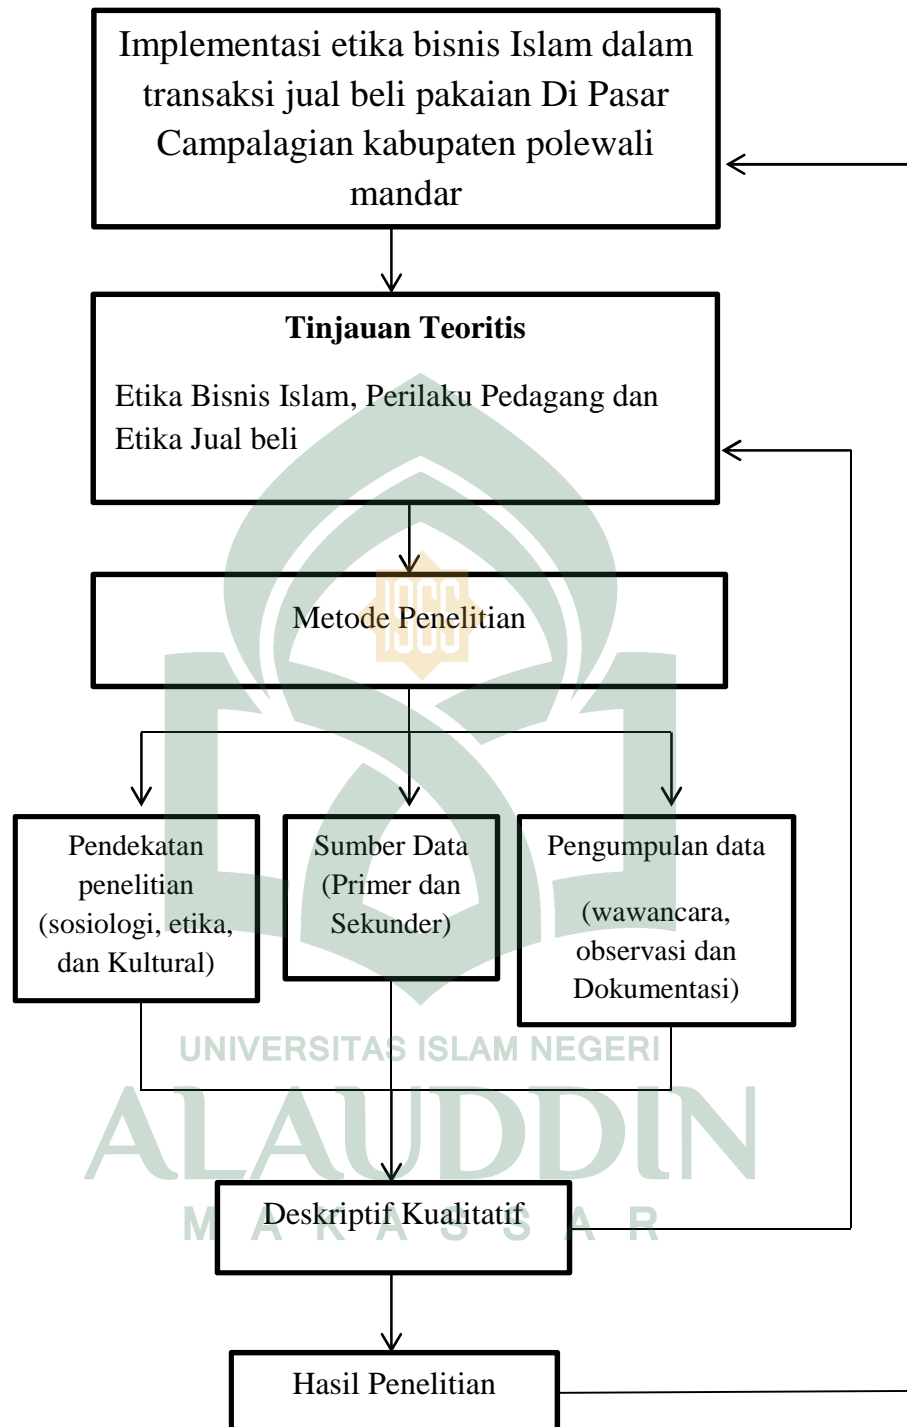 Implementasi etika bisnis Islam dalam
transaksi jual beli pakaian Di Pasar
Campalagian kabupaten polewali
mandar
Tinjauan Teoritis
Etika Bisnis Islam, Perilaku Pedagang dan
Etika Jual beli
Metode Penelitian
1965
Pendekatan
penelitian
(sosiologi, etika,
dan Kultural)
Sumber Data
(Primer dan
Sekunder)
Pengumpulan data
(wawancara,
observasi dan
Dokumentasi)
UNIVERSITAS ISLAM NEGERI
ALAUDDIN
MAKASSAR
Deskriptif Kualitatif
Hasil Penelitian